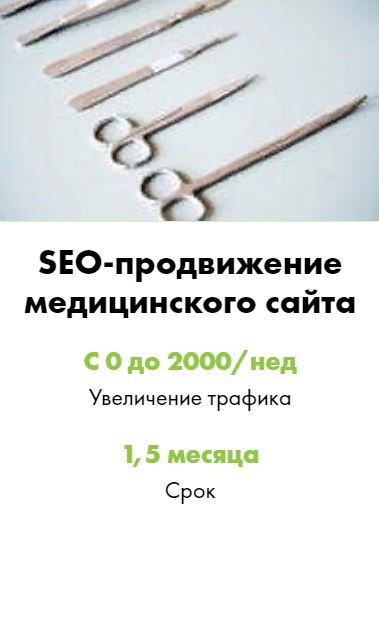 SEO-продвижение
медицинского сайта
С 0 до 2000/нед
Увеличение трафика
1,5 месяца
Срок